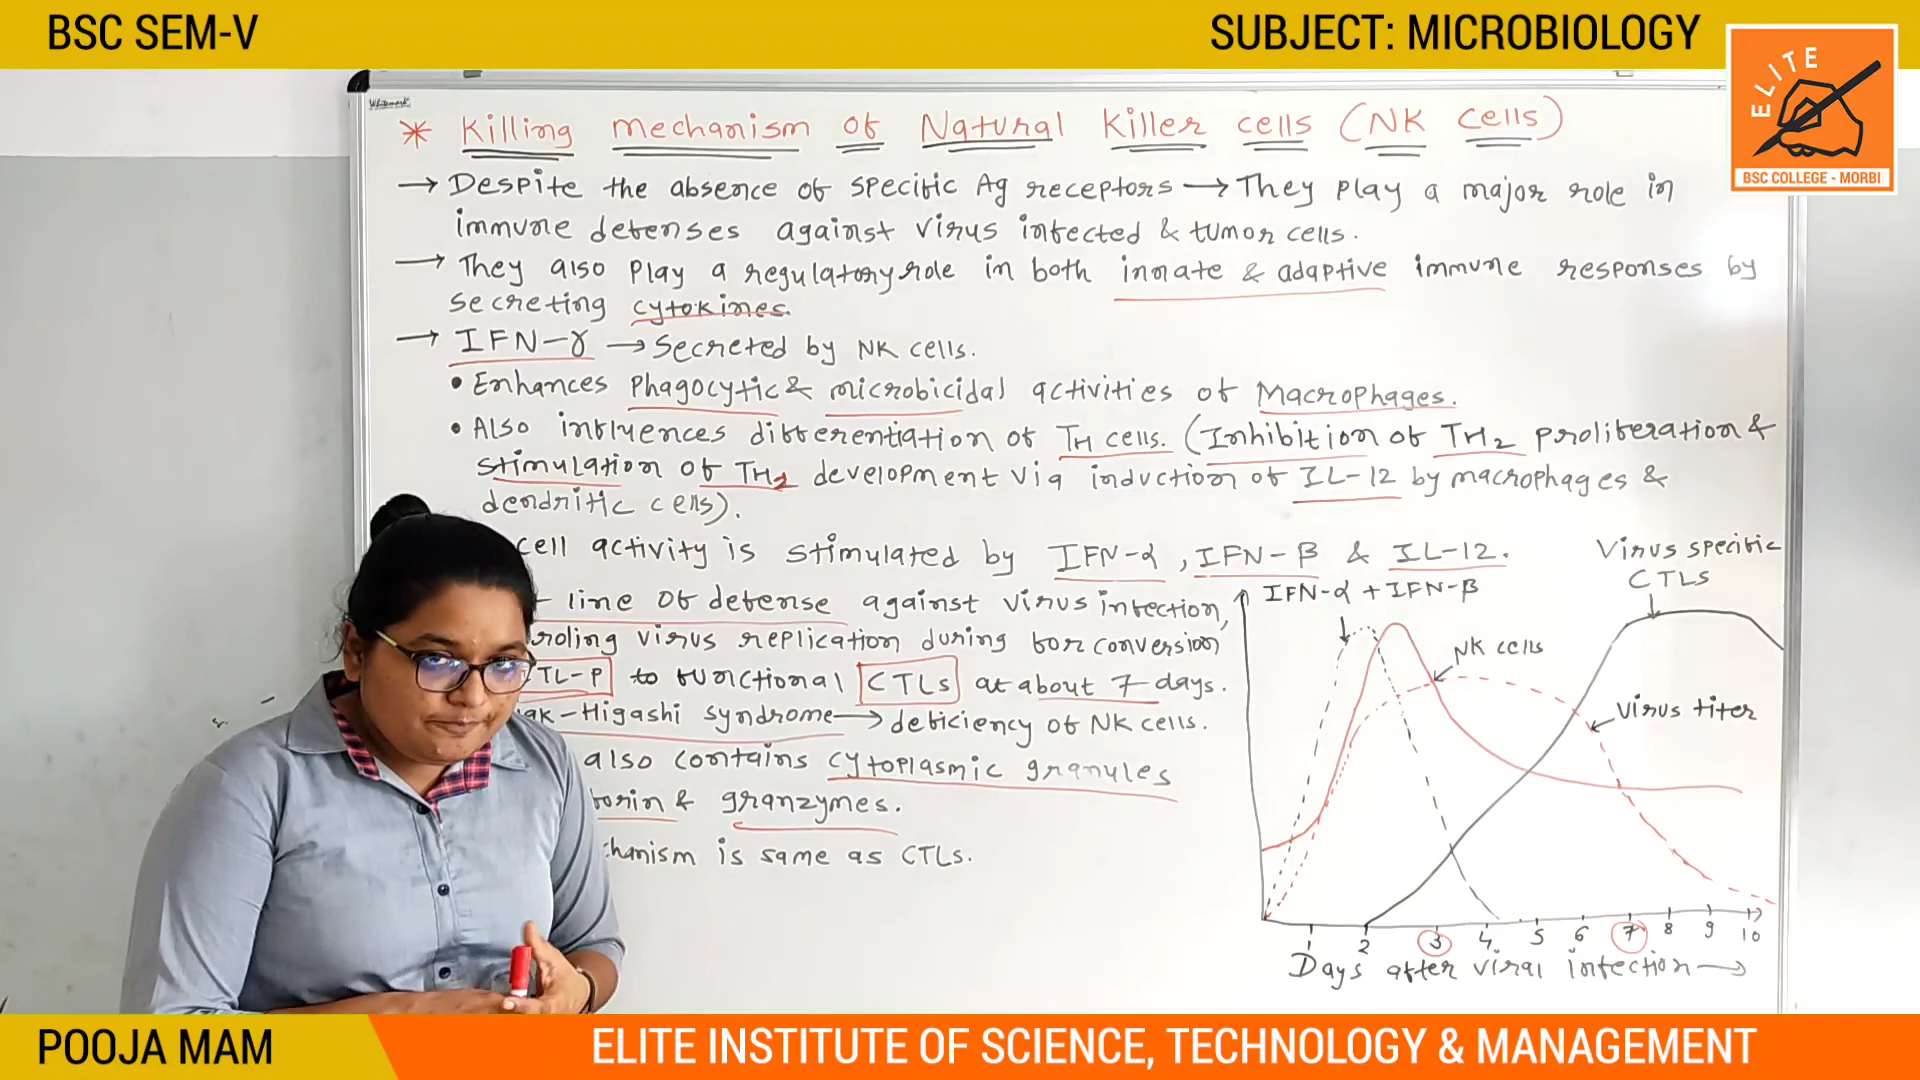 BSC SEM-V
SUBJECT: MICROBIOLOGY
ELITE
BSC COLLEGE - MORBI
Whitemark
* Killing mechanism of Natural Killer cells (NK cells)
→ Despite the absence of specific Ag receptors → They play a major role in
immune defenses against virus infected & tumor cells.
→ They also play a regulatory role in both innate & adaptive immune responses by
secreting cytokines.
→ IFN-γ → secreted by NK cells.
• Enhances Phagocytic & microbicidal activities of Macrophages.
• Also influences differentiation of TH cells. (Inhibition of TH2 proliferation &
stimulation of TH2 development via induction of IL-12 by macrophages &
dendritic cells).
cell activity is stimulated by IFN-α, IFN-β & IL-12.
line of defense against virus infection,
roling virus replication during for conversion
TL-P to functional CTLs at about 7 days.
ak-Higashi syndrome → deficiency of NK cells.
also contains cytoplasmic granules
forin & granzymes.
chanism is same as CTLs.
Virus specific
CTLS
IFN-α + IFN-β
NK cells
Virus titer
1 2 3 4 5 6 7 8 9 10
Days after viral infection →
POOJA MAM
ELITE INSTITUTE OF SCIENCE, TECHNOLOGY & MANAGEMENT